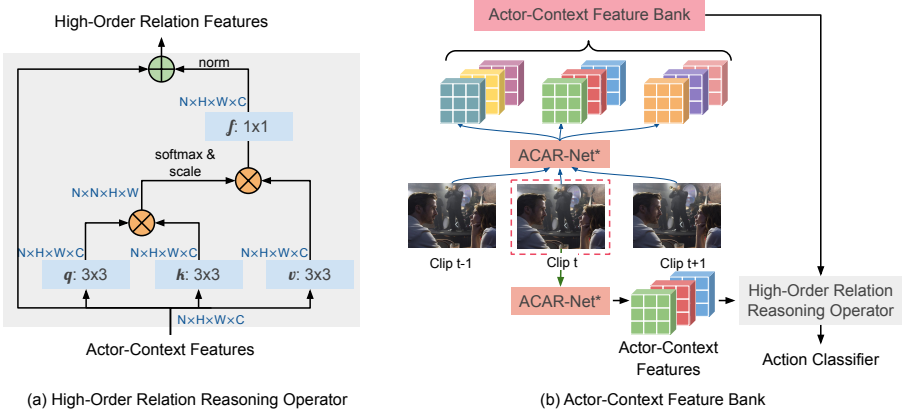 High-Order Relation Features
norm
N×H×W×C
f: 1x1
softmax &
scale
N×N×H×W
N×H×W×C
N×H×W×C
N×H×W×C
q: 3x3
k: 3x3
v: 3x3
N×H×W×C
Actor-Context Features
(a) High-Order Relation Reasoning Operator
Actor-Context Feature Bank
ACAR-Net*
Clip t-1
Clip t
Clip t+1
ACAR-Net*
High-Order Relation
Reasoning Operator
Actor-Context
Features
Action Classifier
(b) Actor-Context Feature Bank